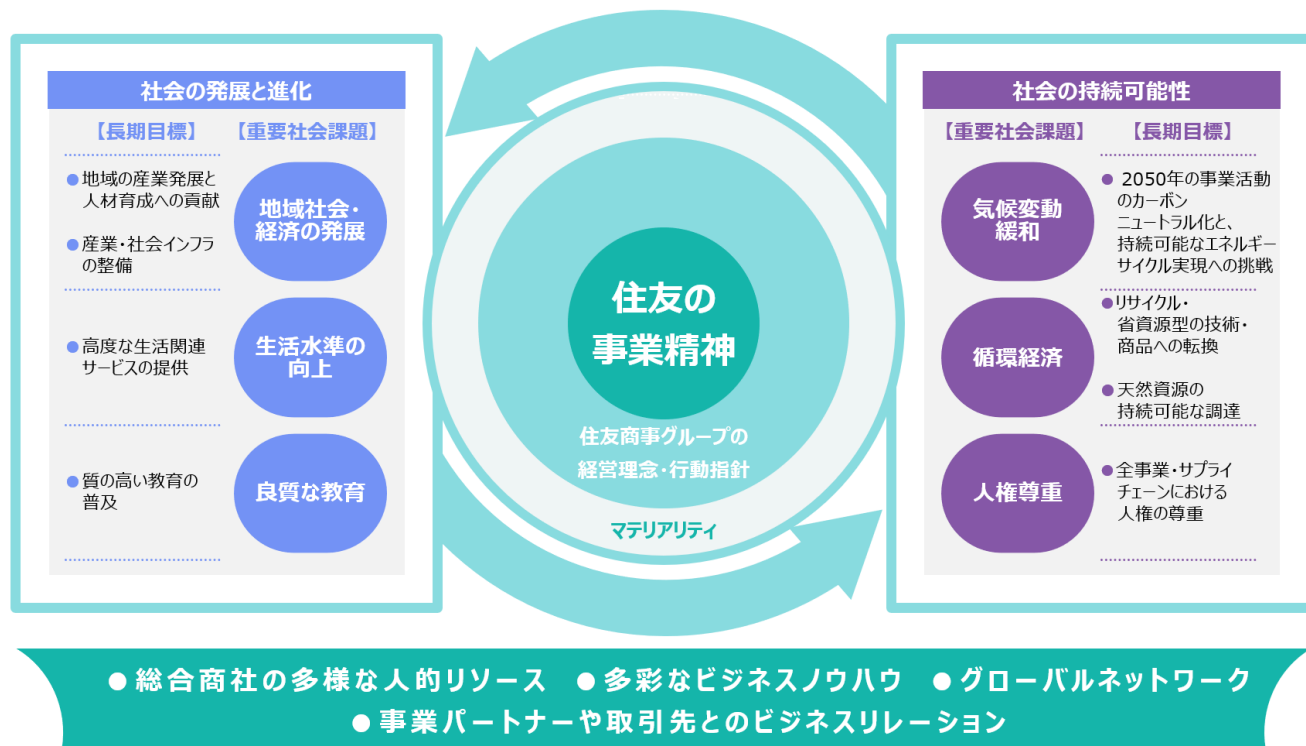 社会の発展と進化
【長期目標】
【重要社会課題】
●地域の産業発展と
人材育成への貢献
●産業・社会インフラ
の整備
地域社会・
経済の発展
●高度な生活関連
サービスの提供
生活水準の
向上
●質の高い教育の
普及
良質な教育
住友の
事業精神
住友商事グループの
経営理念・行動指針
マテリアリティ
社会の持続可能性
【重要社会課題】
【長期目標】
気候変動
緩和
●2050年の事業活動
のカーボン
ニュートラル化と、
持続可能なエネルギー
サイクル実現への挑戦
循環経済
●リサイクル・
省資源型の技術・
商品への転換
●天然資源の
持続可能な調達
人権尊重
●全事業・サプライ
チェーンにおける
人権の尊重
●総合商社の多様な人的リソース ●多彩なビジネスノウハウ ●グローバルネットワーク
●事業パートナーや取引先とのビジネスリレーション